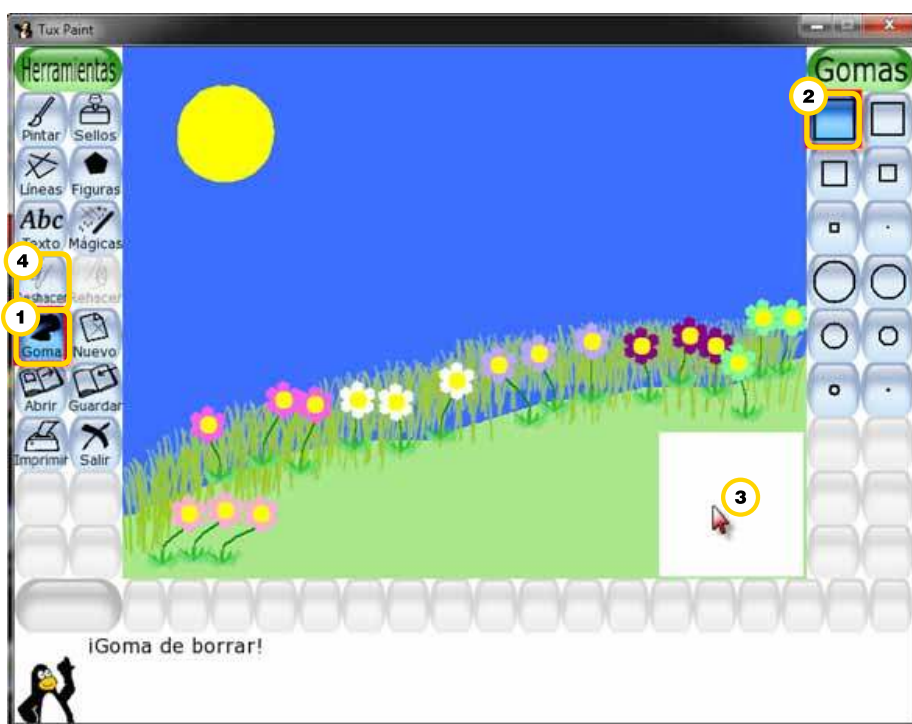 Tux Paint
Herramientas
Gomas
2
Pintar Sellos
Líneas Figuras
Abc
Texto Mágicas
4
Deshacer Rehacer
1
Goma Nuevo
Abrir Guardar
Imprimir Salir
3
¡Goma de borrar!